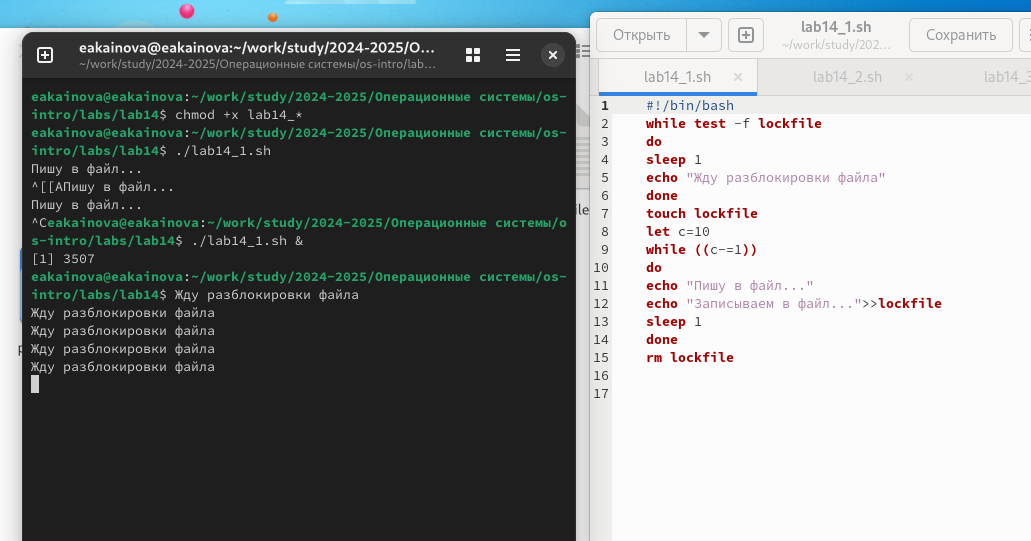 eakainova@eakainova:~/work/study/2024-2025/О...
~/work/study/2024-2025/Операционные системы/os-intro/lab...
eakainova@eakainova:~/work/study/2024-2025/Операционные системы/os-
intro/labs/lab14$ chmod +x lab14_*
eakainova@eakainova:~/work/study/2024-2025/Операционные системы/os-
intro/labs/lab14$ ./lab14_1.sh
Пишу в файл...
^[[AПишу в файл...
Пишу в файл...
^Ceakainova@eakainova:~/work/study/2024-2025/Операционные системы/o
s-intro/labs/lab14$ ./lab14_1.sh &
[1] 3507
eakainova@eakainova:~/work/study/2024-2025/Операционные системы/os-
intro/labs/lab14$ Жду разблокировки файла
Жду разблокировки файла
Жду разблокировки файла
Жду разблокировки файла
Жду разблокировки файла
Открыть
lab14_1.sh
~/work/study/202...
Сохранить
lab14_1.sh
lab14_2.sh
lab14_3
1 #!/bin/bash
2 while test -f lockfile
3 do
4 sleep 1
5 echo "Жду разблокировки файла"
6 done
7 touch lockfile
8 let c=10
9 while ((c-=1))
10 do
11 echo "Пишу в файл..."
12 echo "Записываем в файл...">>lockfile
13 sleep 1
14 done
15 rm lockfile
16
17